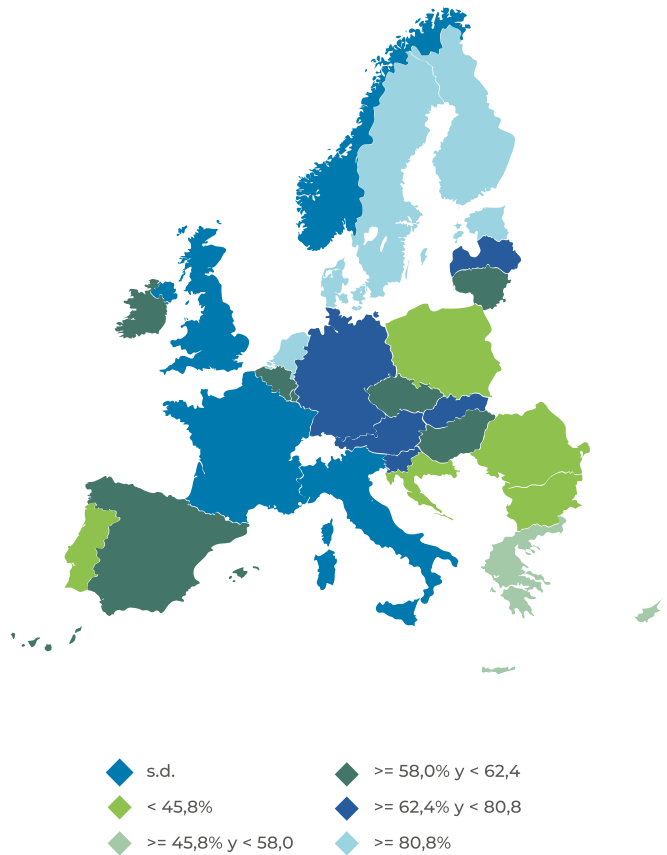 s.d.
< 45,8%
>= 45,8% y < 58,0
>= 58,0% y < 62,4
>= 62,4% y < 80,8
>= 80,8%